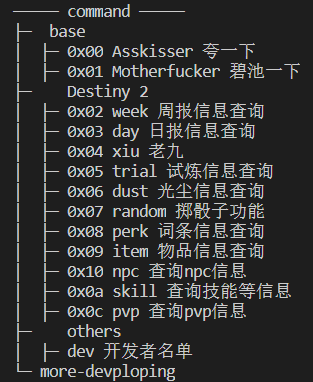 ───── command ─────
├─ base
│ ├─ 0x00 Asskisser 夸一下
│ ├─ 0x01 Motherfucker 碧池一下
├─ Destiny 2
│ ├─ 0x02 week 周报信息查询
│ ├─ 0x03 day 日报信息查询
│ ├─ 0x04 xiu 老九
│ ├─ 0x05 trial 试炼信息查询
│ ├─ 0x06 dust 光尘信息查询
│ ├─ 0x07 random 掷骰子功能
│ ├─ 0x08 perk 词条信息查询
│ ├─ 0x09 item 物品信息查询
│ ├─ 0x10 npc 查询npc信息
│ ├─ 0x0a skill 查询技能等信息
│ ├─ 0x0c pvp 查询pvp信息
├─ others
│ ├─ dev 开发者名单
└─ more-devploping